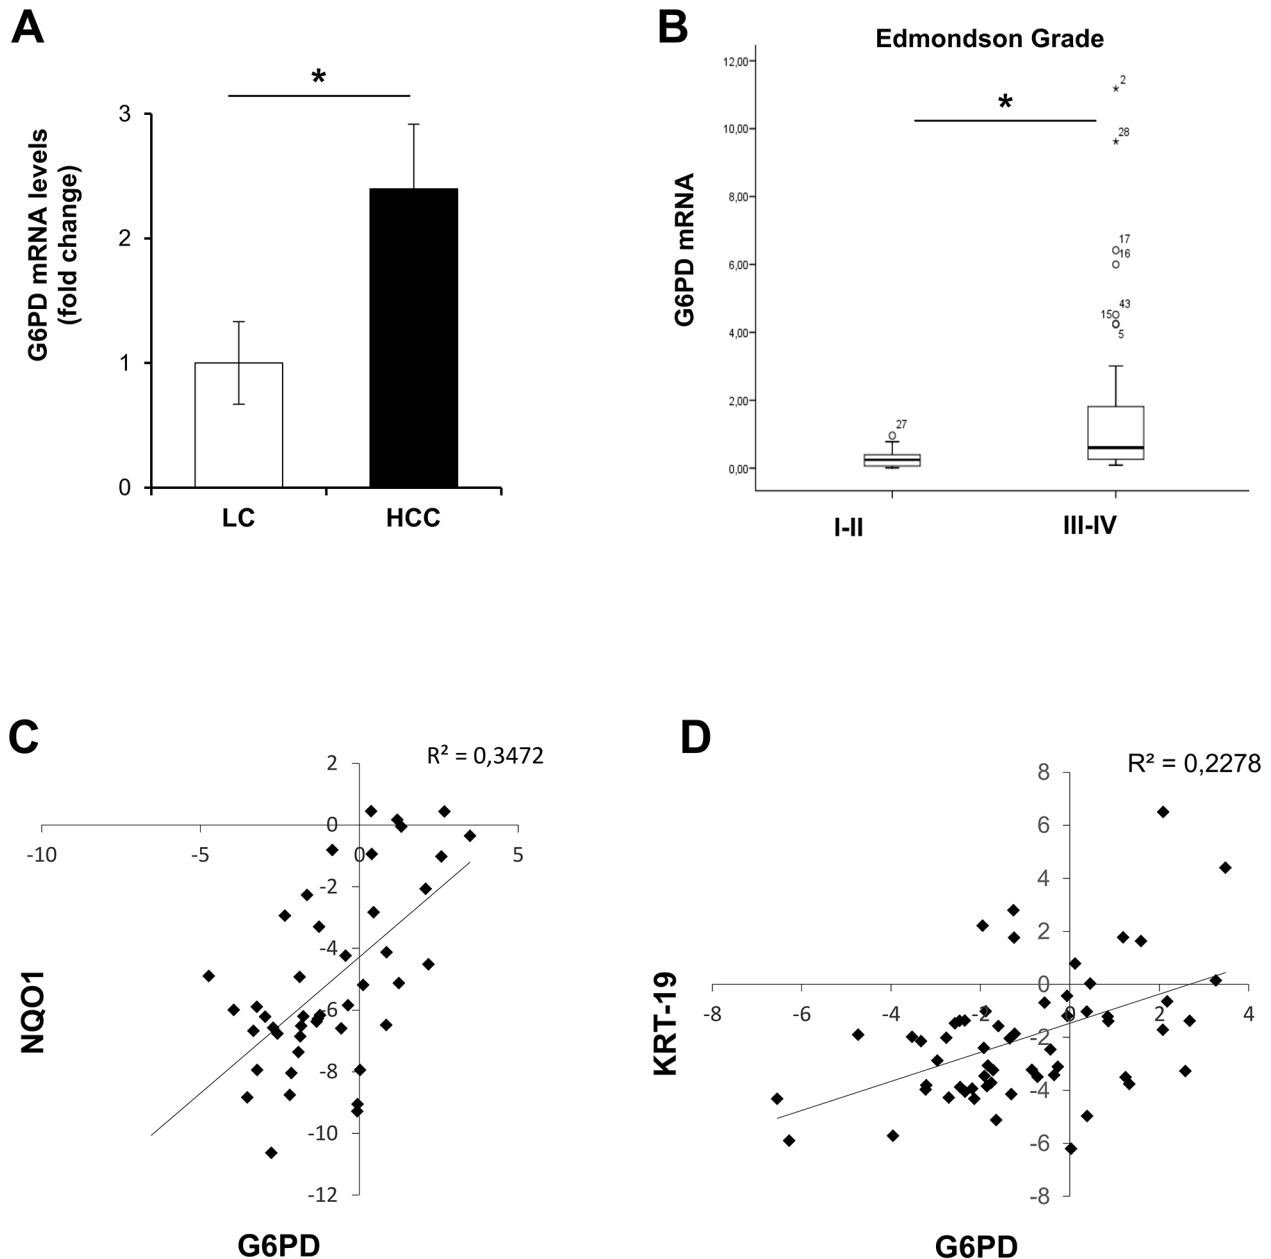 A
*
G6PD mRNA levels
(fold change)
3
2
1
0
LC
HCC
B
Edmondson Grade
*
G6PD mRNA
12,00
10,00
8,00
6,00
4,00
2,00
0,00
27
2
28
17
16
43
15
5
I-II
III-IV
C
R² = 0,3472
NQO1
2
0
-2
-4
-6
-8
-10
-12
-10
-5
0
5
G6PD
D
R² = 0,2278
KRT-19
8
6
4
2
0
-2
-4
-6
-8
-8
-6
-4
-2
0
2
4
G6PD